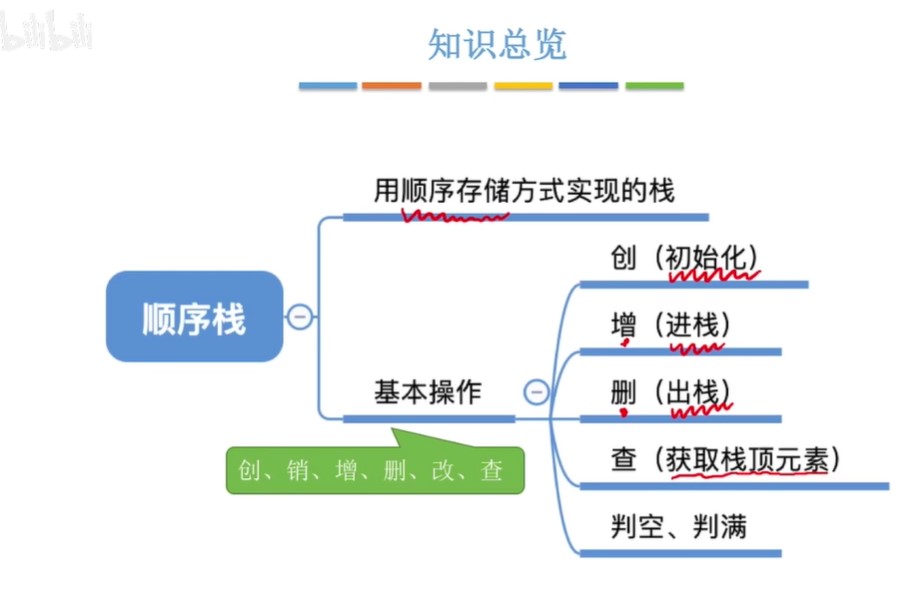 bilibili
知识总览
用顺序存储方式实现的栈
创（初始化）
增（进栈）
顺序栈
基本操作
删（出栈）
创、销、增、删、改、查
查（获取栈顶元素）
判空、判满